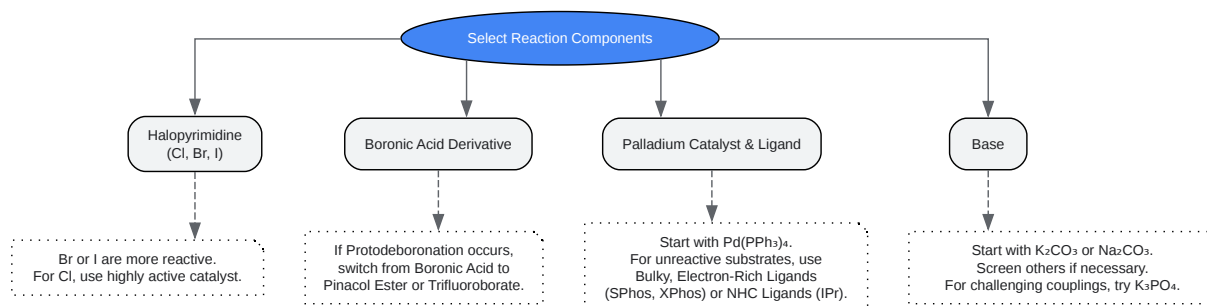 Select Reaction Components
Halopyrimidine
(Cl, Br, I)
Boronic Acid Derivative
Palladium Catalyst & Ligand
Base
Br or I are more reactive.
For Cl, use highly active catalyst.
If Protodeboronation occurs,
switch from Boronic Acid to
Pinacol Ester or Trifluoroborate.
Start with Pd(PPh₃)₄.
For unreactive substrates, use
Bulky, Electron-Rich Ligands
(SPhos, XPhos) or NHC Ligands (IPr).
Start with K₂CO₃ or Na₂CO₃.
Screen others if necessary.
For challenging couplings, try K₃PO₄.